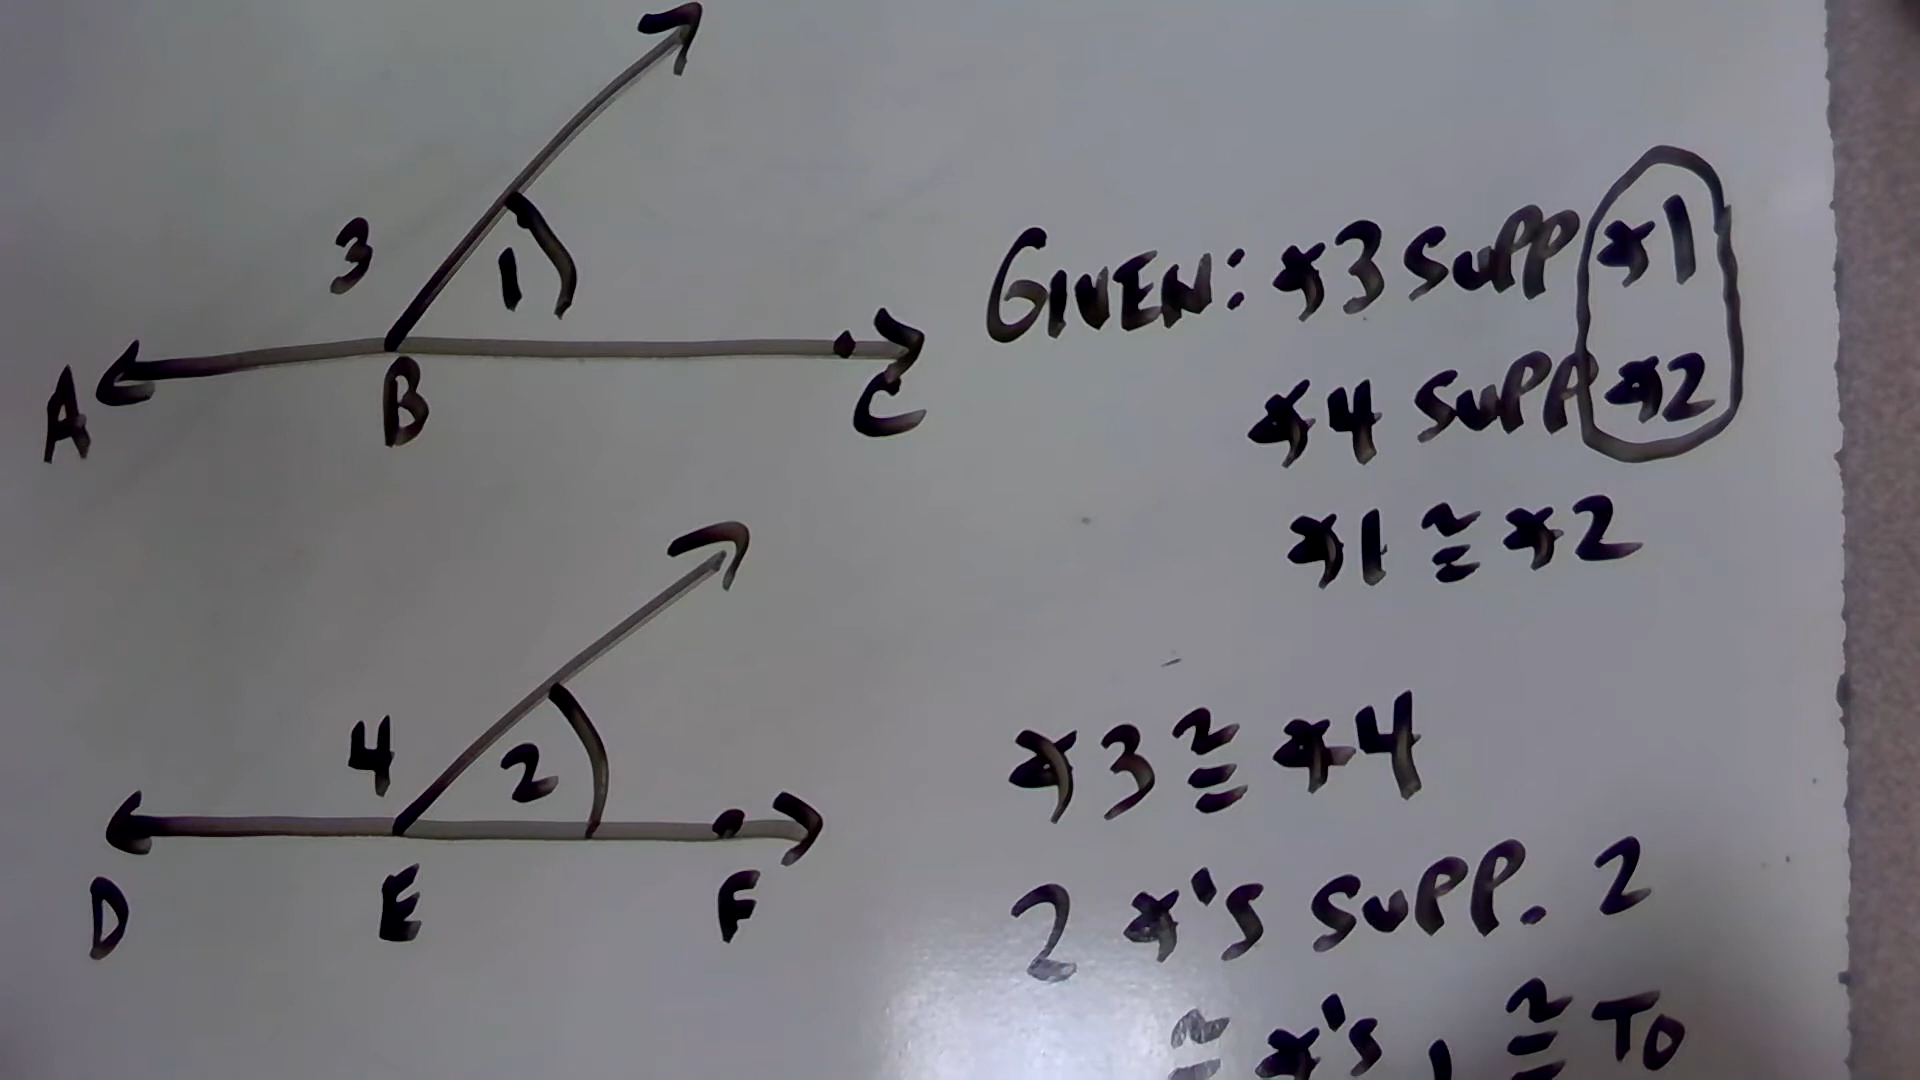 3
1
A
B
C
GIVEN: ∡3 SUPP ∡1
∡4 SUPP ∡2
∡1 ≅ ∡2
4
2
D
E
F
∡3 ≅ ∡4
2 ∡'S SUPP. 2
≅ ∡'S, ≅ TO